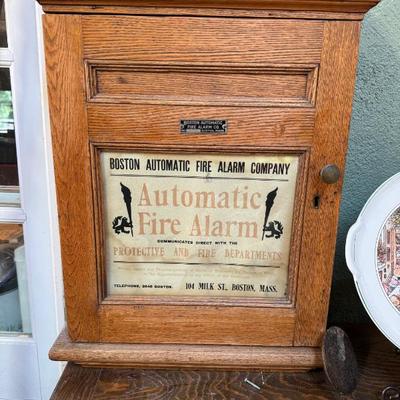 BOSTON AUTOMATIC
FIRE ALARM CO.
BOSTON AUTOMATIC FIRE ALARM COMPANY
Automatic
Fire Alarm
COMMUNICATES DIRECT WITH THE
PROTECTIVE AND FIRE DEPARTMENTS
TELEPHONE, 3648 BOSTON. 104 MILK ST., BOSTON, MASS.